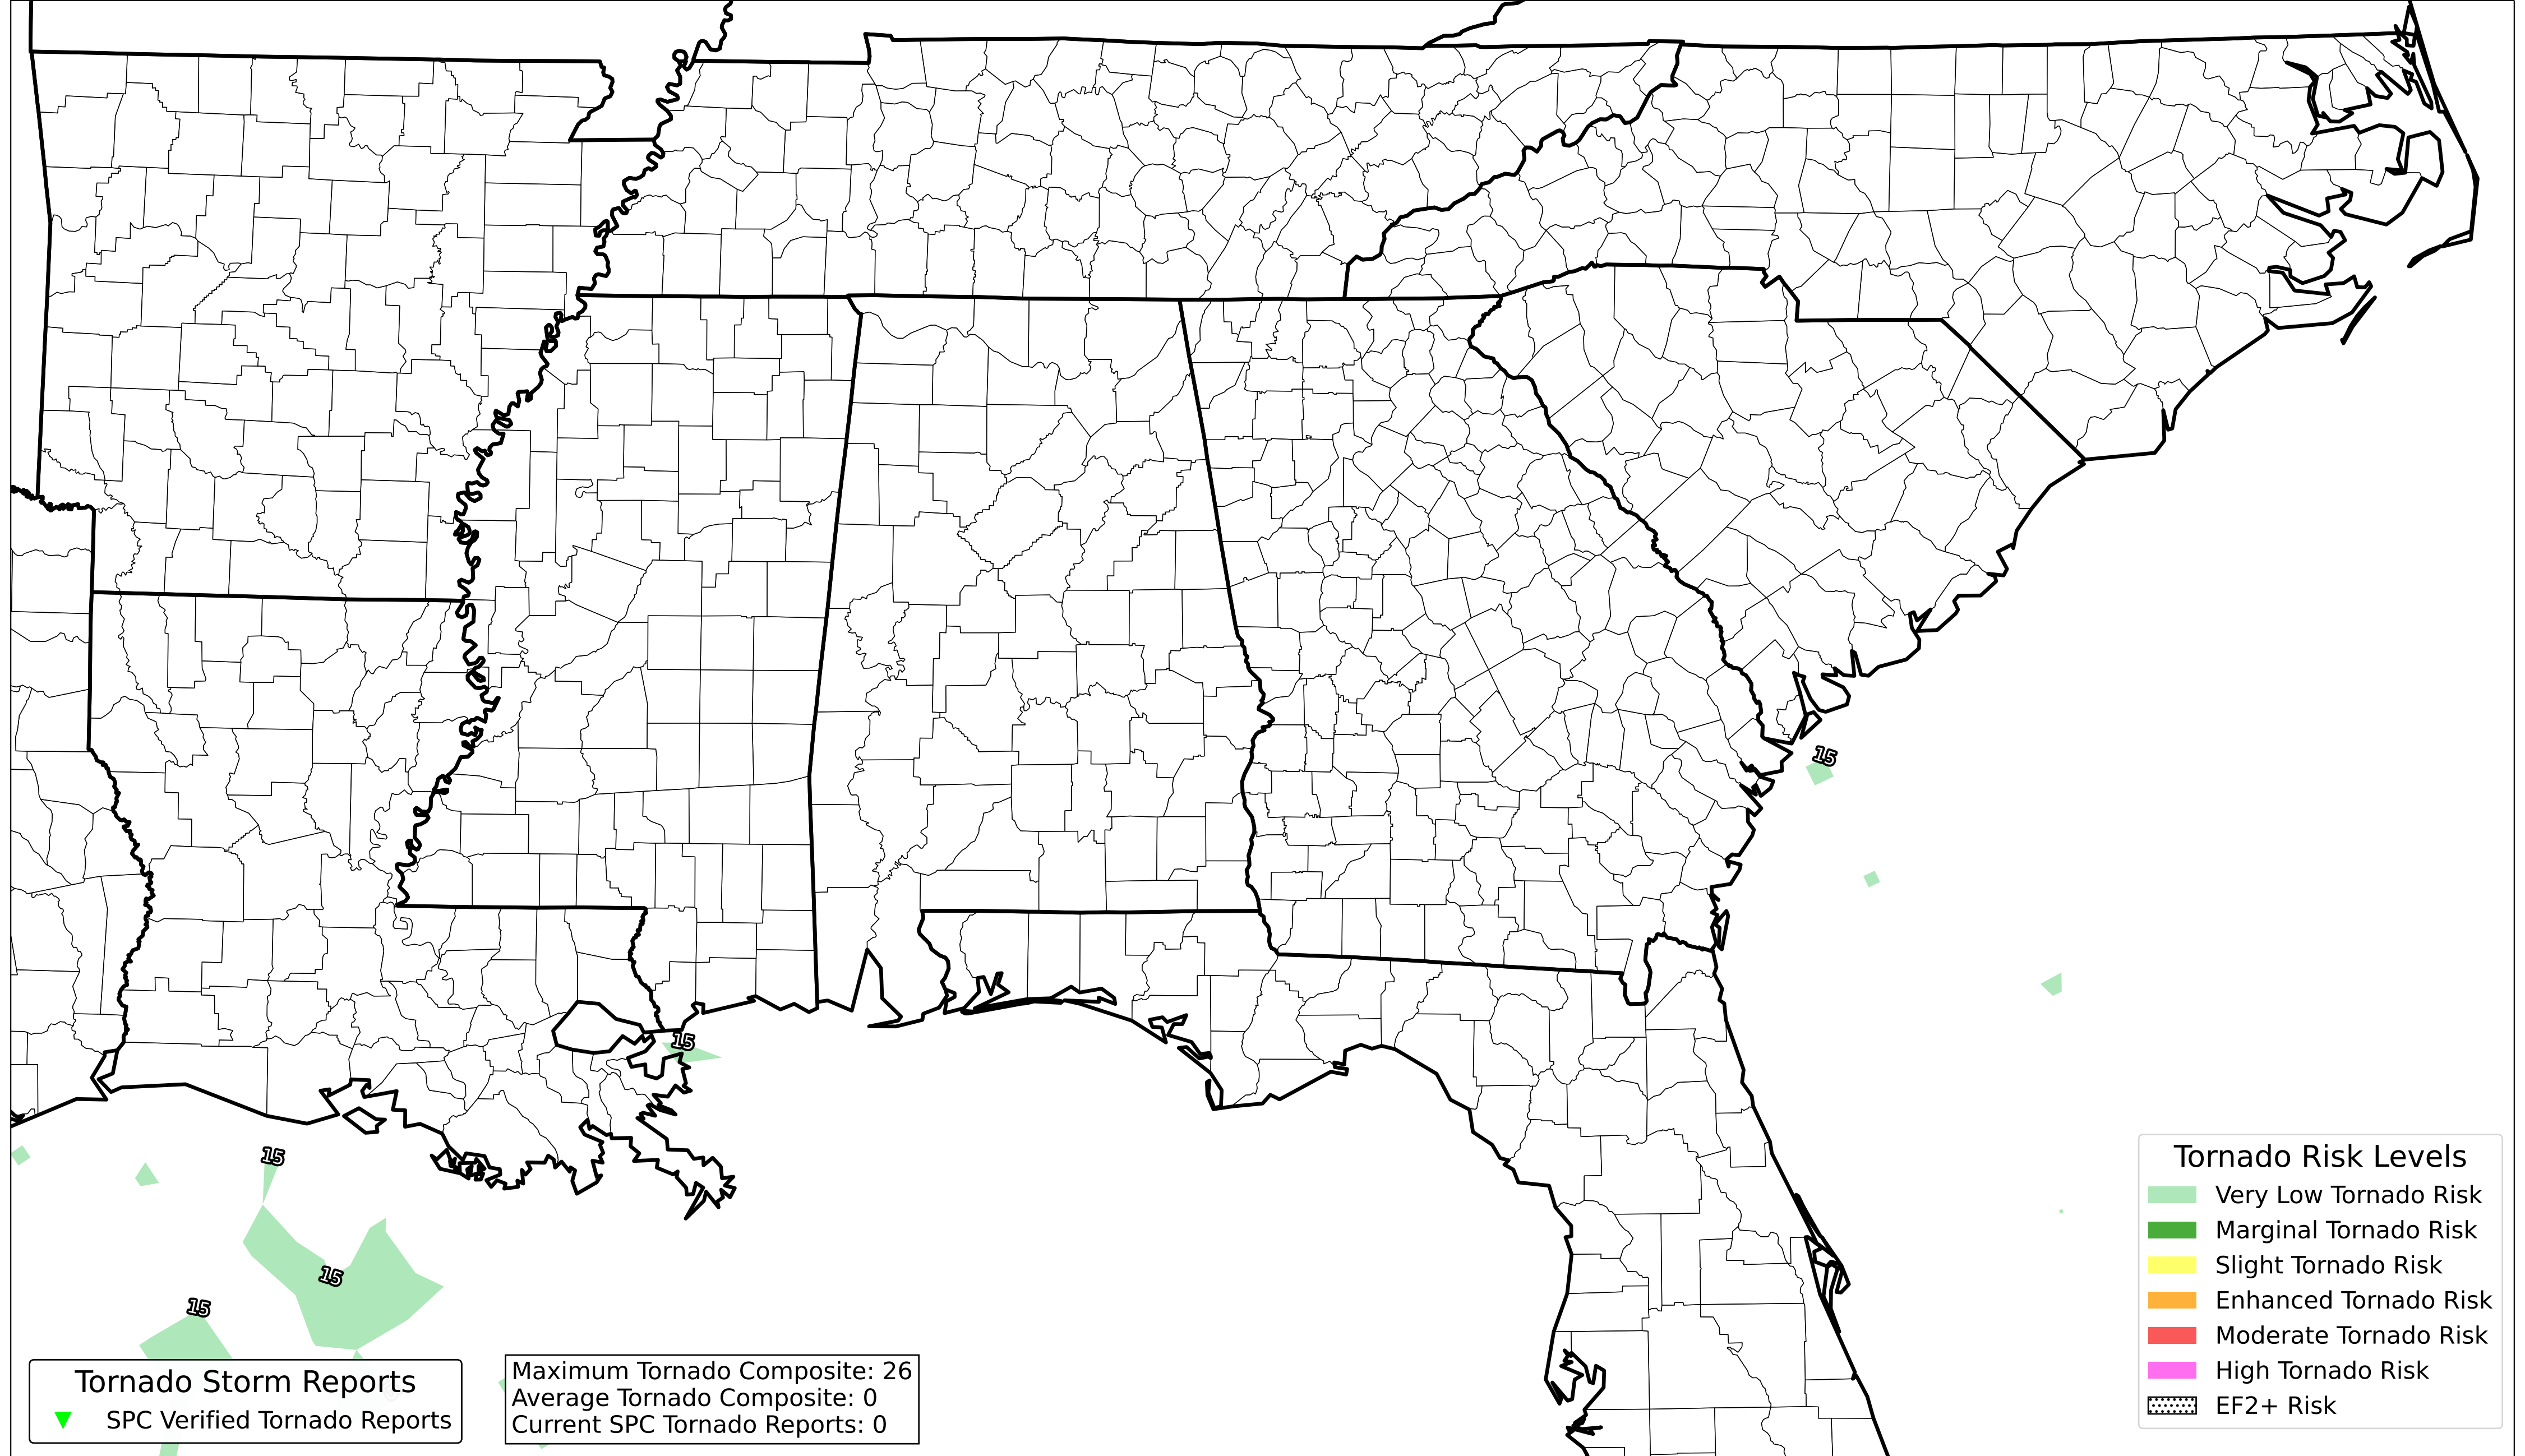 15
15
15
15
15
Tornado Storm Reports
SPC Verified Tornado Reports
Maximum Tornado Composite: 26
Average Tornado Composite: 0
Current SPC Tornado Reports: 0
Tornado Risk Levels
Very Low Tornado Risk
Marginal Tornado Risk
Slight Tornado Risk
Enhanced Tornado Risk
Moderate Tornado Risk
High Tornado Risk
EF2+ Risk